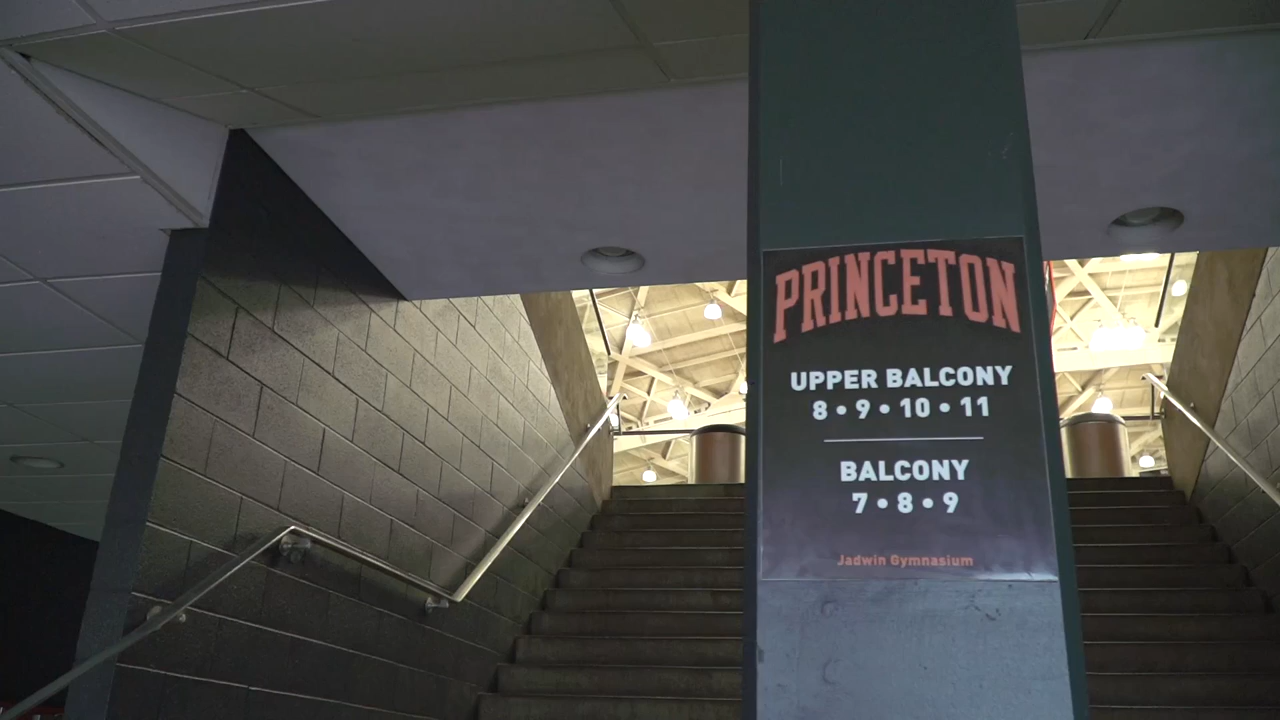 PRINCETON
UPPER BALCONY
8 • 9 • 10 • 11
BALCONY
7 • 8 • 9
Jadwin Gymnasium